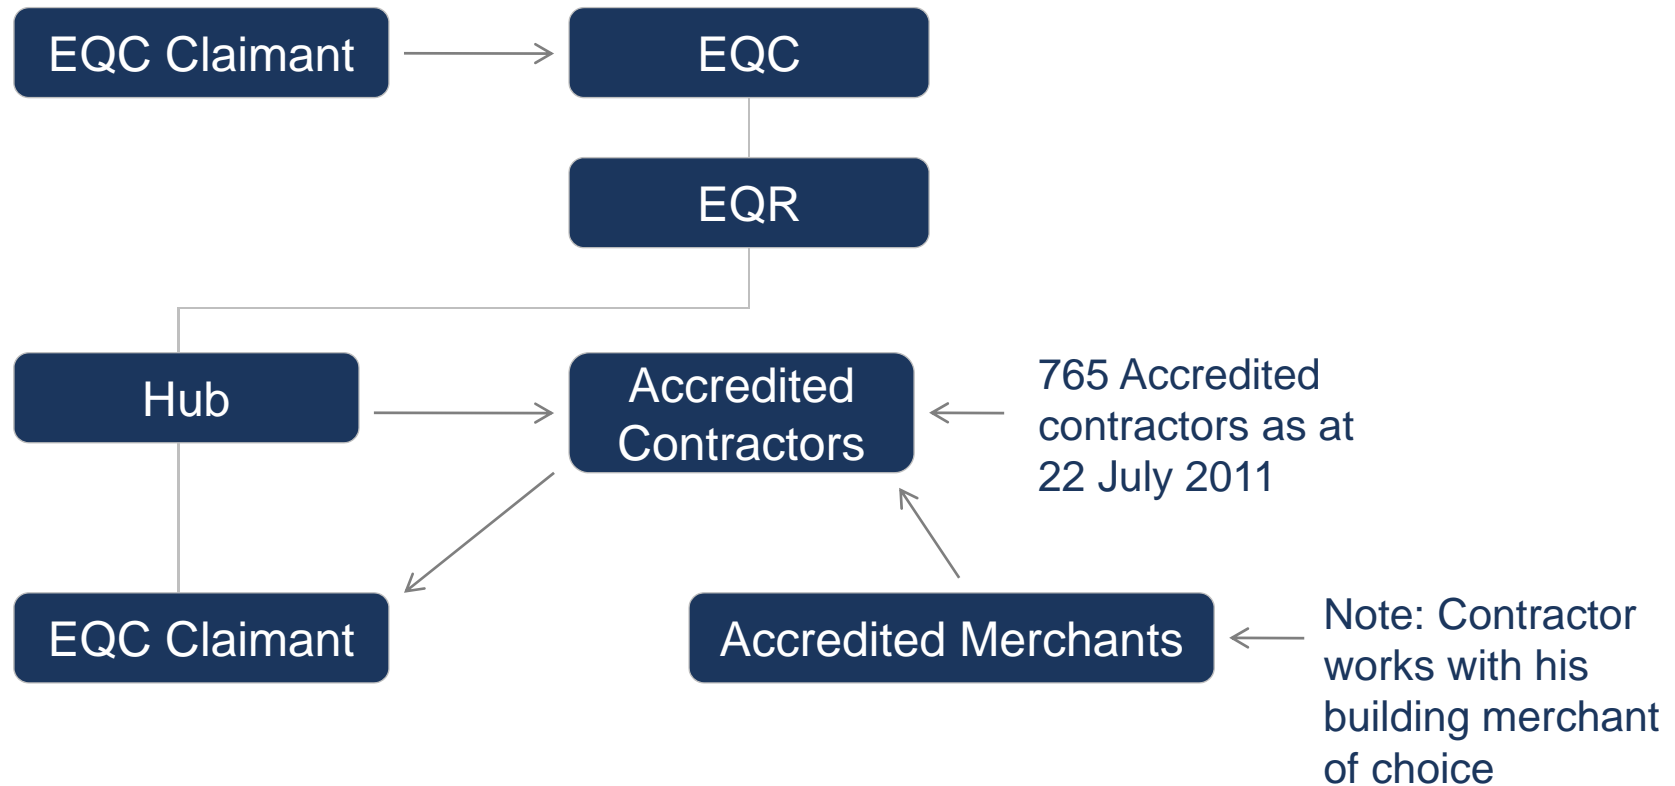 EQC Claimant
EQC
EQR
Hub
Accredited
Contractors
765 Accredited
contractors as at
22 July 2011
EQC Claimant
Accredited Merchants
Note: Contractor
works with his
building merchant
of choice